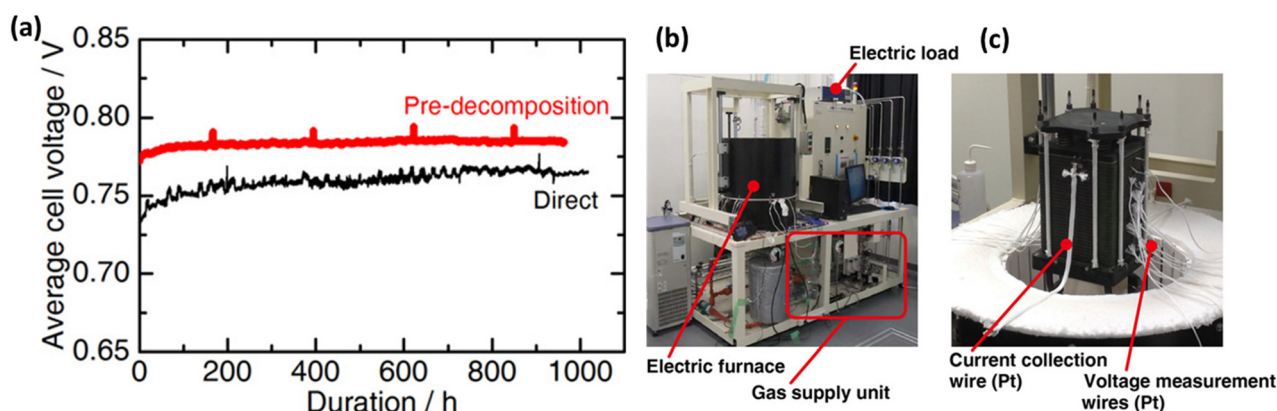 (a)
Average cell voltage / V
0.85
0.80
0.75
0.70
0.65
Pre-decomposition
Direct
0
200
400
600
800
1000
Duration / h
(b)
Electric load
Electric furnace
Gas supply unit
(c)
Current collection
wire (Pt)
Voltage measurement
wires (Pt)